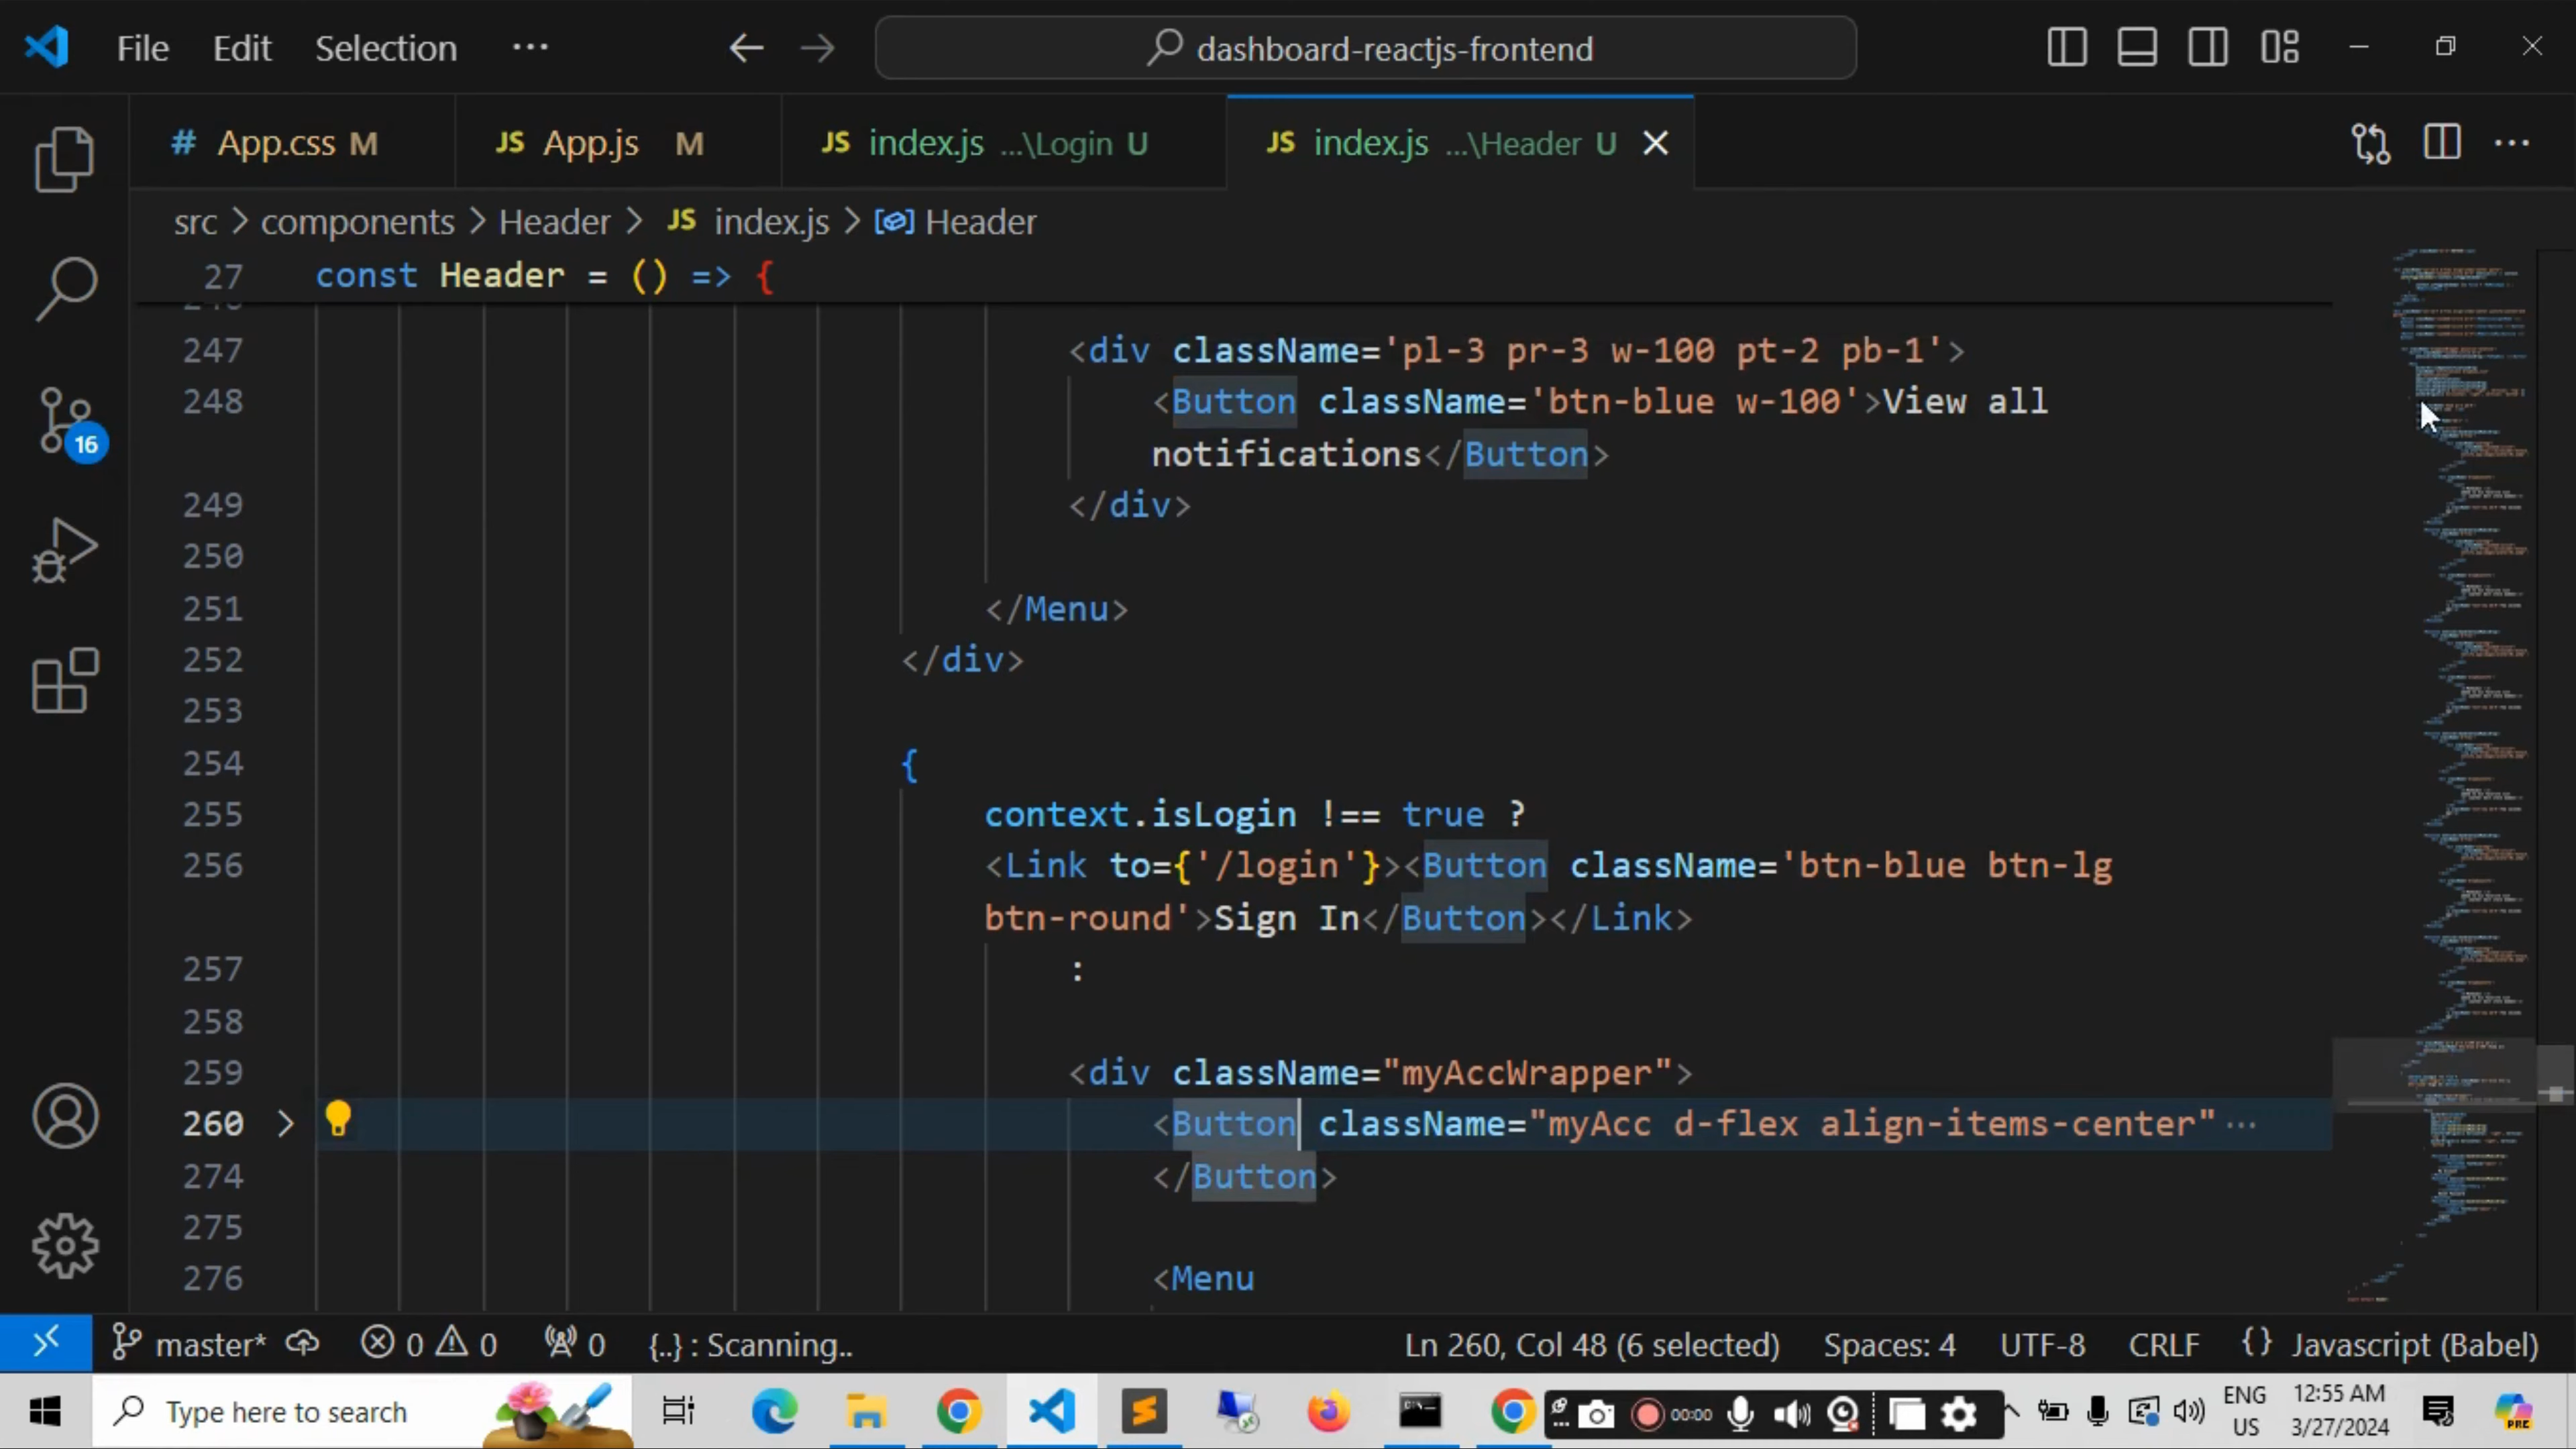 File Edit Selection ··· dashboard-reactjs-frontend
# App.css M JS App.js M JS index.js ...\Login U JS index.js ...\Header U
src > components > Header > JS index.js > Header
27 const Header = () => {
247 <div className='pl-3 pr-3 w-100 pt-2 pb-1'>
248 <Button className='btn-blue w-100'>View all
notifications</Button>
249 </div>
250
251 </Menu>
252 </div>
253
254 {
255 context.isLogin !== true ?
256 <Link to={'/login'}><Button className='btn-blue btn-lg
btn-round'>Sign In</Button></Link>
257 :
258
259 <div className="myAccWrapper">
260 <Button className="myAcc d-flex align-items-center" ···
274 </Button>
275
276 <Menu
16
master* 0 0 0 {..} : Scanning.. Ln 260, Col 48 (6 selected) Spaces: 4 UTF-8 CRLF {} Javascript (Babel)
Type here to search 00:00 ENG 12:55 AM
US 3/27/2024 PRE